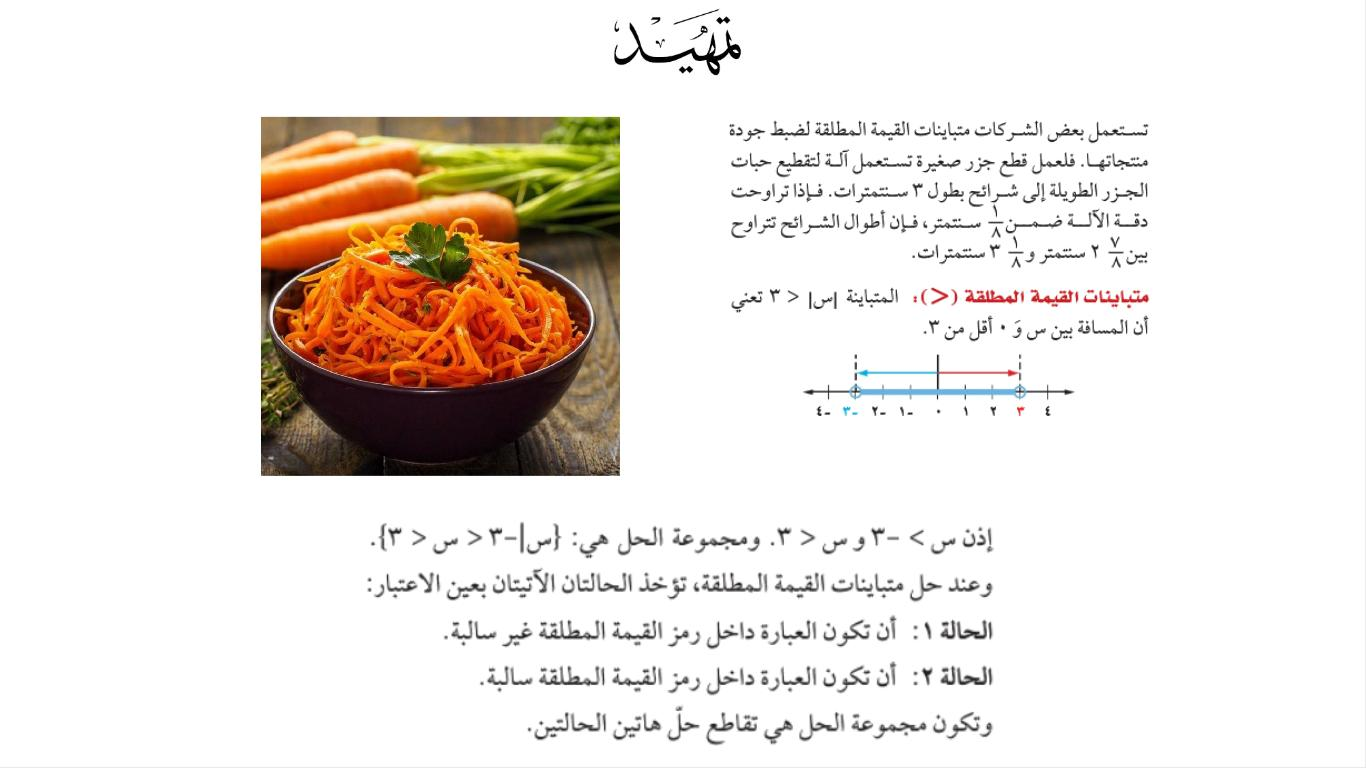 تمهيد
تستعمل بعض الشركات متباينات القيمة المطلقة لضبط جودة
منتجاتها. فلعمل قطع جزر صغيرة تستعمل آلة لتقطيع حبات
الجزر الطويلة إلى شرائح بطول ٣ سنتمترات. فإذا تراوحت
دقة الآلة ضمن ١/٨ سنتمتر، فإن أطوال الشرائح تتراوح
بين ٧/٨ ٢ سنتمتر و ١/٨ ٣ سنتمترات.
متباينات القيمة المطلقة (<): المتباينة |س| < ٣ تعني
أن المسافة بين س وَ ٠ أقل من ٣.
-٤ -٣ -٢ -١ ٠ ١ ٢ ٣ ٤
إذن س > -٣ و س < ٣. ومجموعة الحل هي: {س|-٣ < س < ٣}.
وعند حل متباينات القيمة المطلقة، تؤخذ الحالتان الآتيتان بعين الاعتبار:
الحالة ١: أن تكون العبارة داخل رمز القيمة المطلقة غير سالبة.
الحالة ٢: أن تكون العبارة داخل رمز القيمة المطلقة سالبة.
وتكون مجموعة الحل هي تقاطع حلّ هاتين الحالتين.